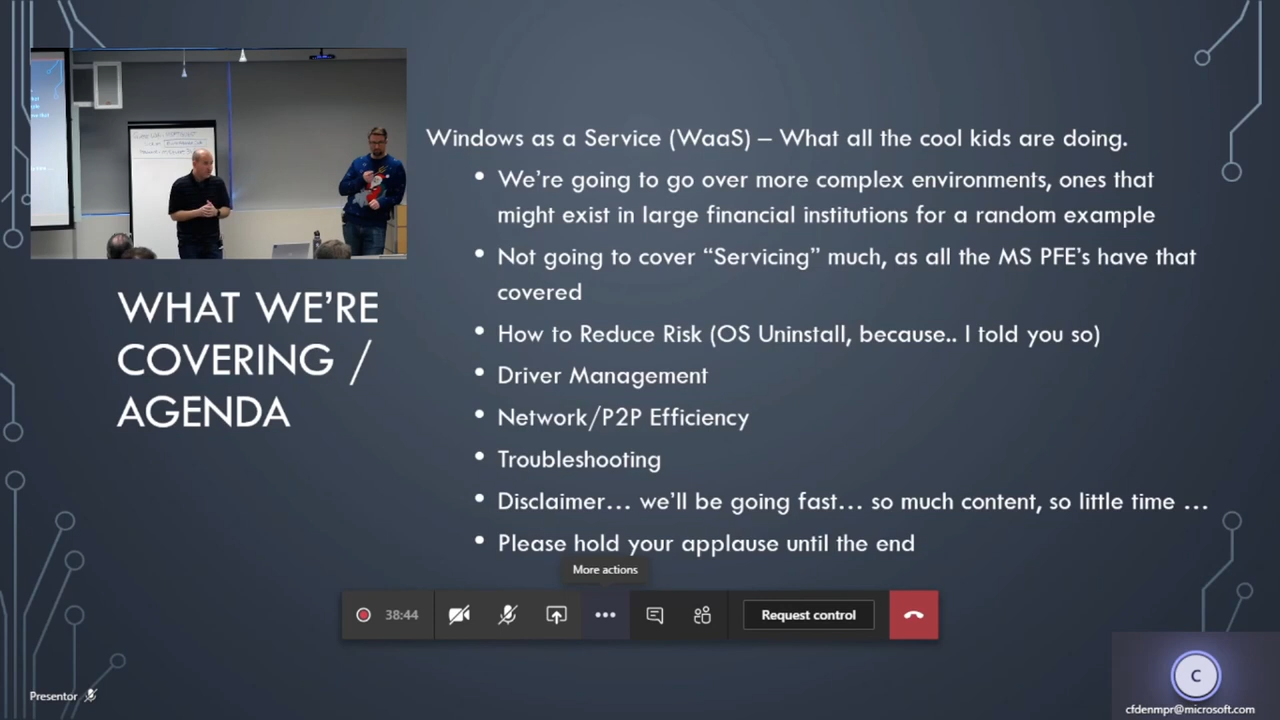 Windows as a Service (WaaS) – What all the cool kids are doing.
• We're going to go over more complex environments, ones that
might exist in large financial institutions for a random example
• Not going to cover “Servicing” much, as all the MS PFE's have that
covered
WHAT WE'RE
COVERING /
AGENDA
• How to Reduce Risk (OS Uninstall, because.. I told you so)
• Driver Management
• Network/P2P Efficiency
• Troubleshooting
• Disclaimer... we'll be going fast... so much content, so little time ...
• Please hold your applause until the end
More actions
38:44
Request control
Presentor
C
cfdenmpr@microsoft.com